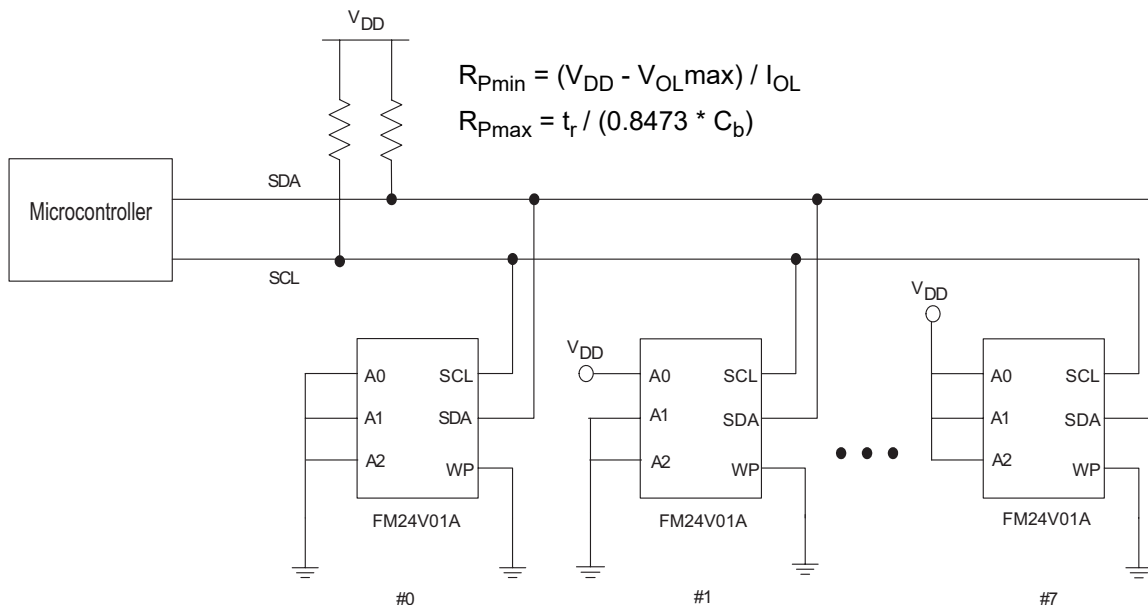 VDD
RPmin = (VDD - VOLmax) / IOL
RPmax = tr / (0.8473 * Cb)
SDA
Microcontroller
SCL
VDD
VDD
A0 SCL
A1 SDA
A2 WP
FM24V01A
#0
A0 SCL
A1 SDA
A2 WP
FM24V01A
#1
A0 SCL
A1 SDA
A2 WP
FM24V01A
#7